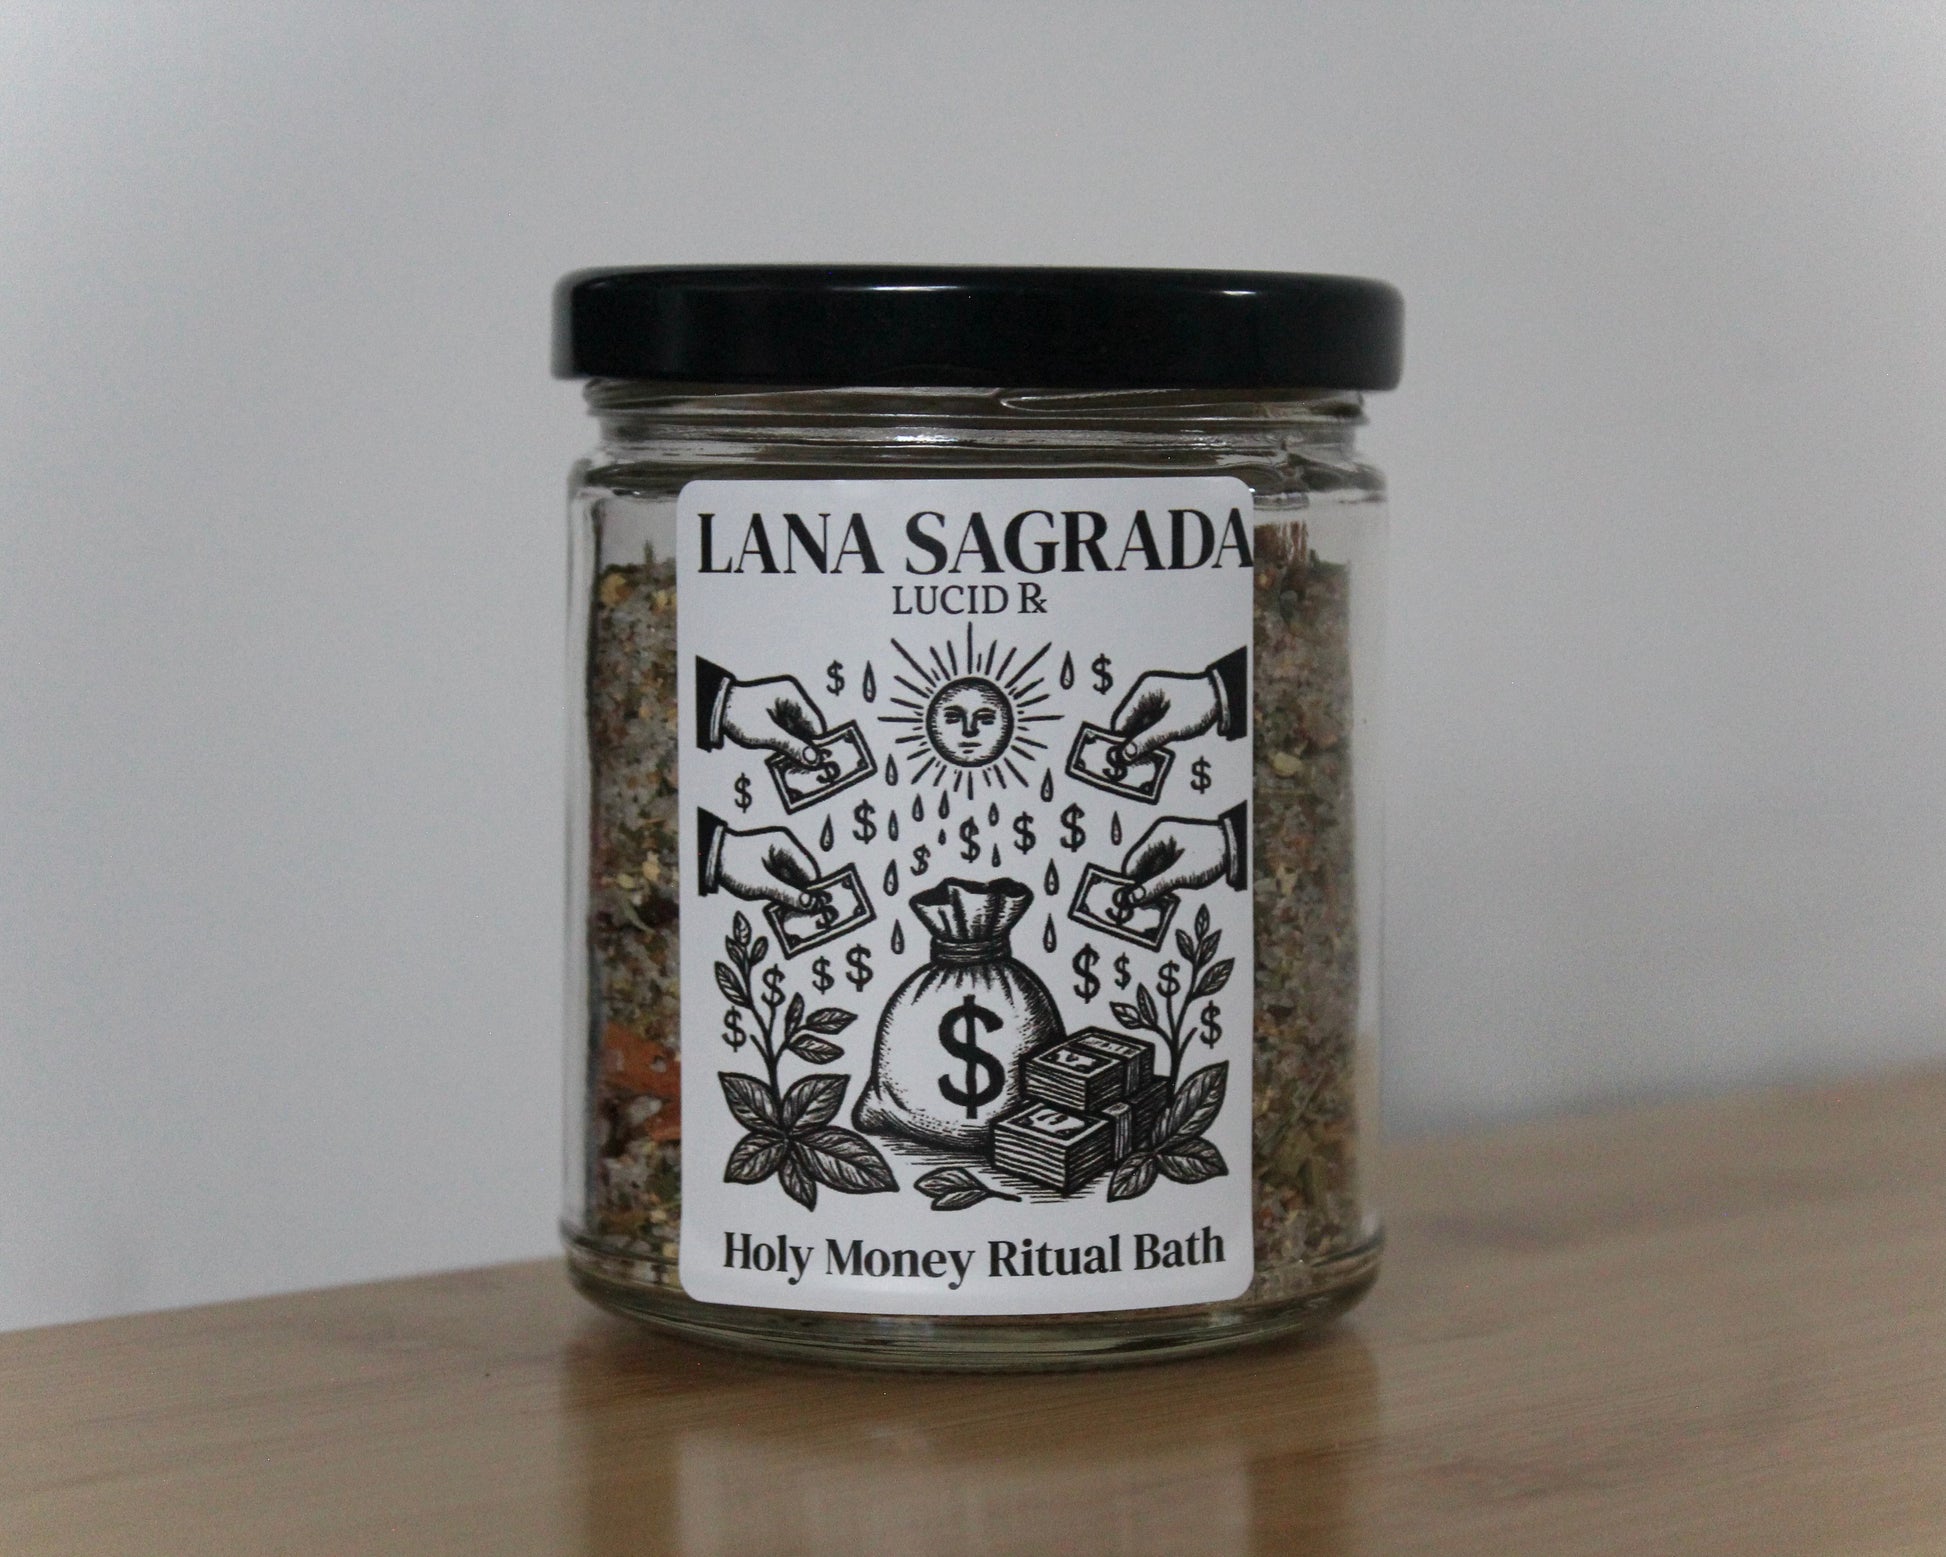 LANA SAGRADA
LUCID ℞
$ $
$ $
$ $ $ $
$
$ $ $ $
$ $ $ $ $ $
$ $
$
Holy Money Ritual Bath